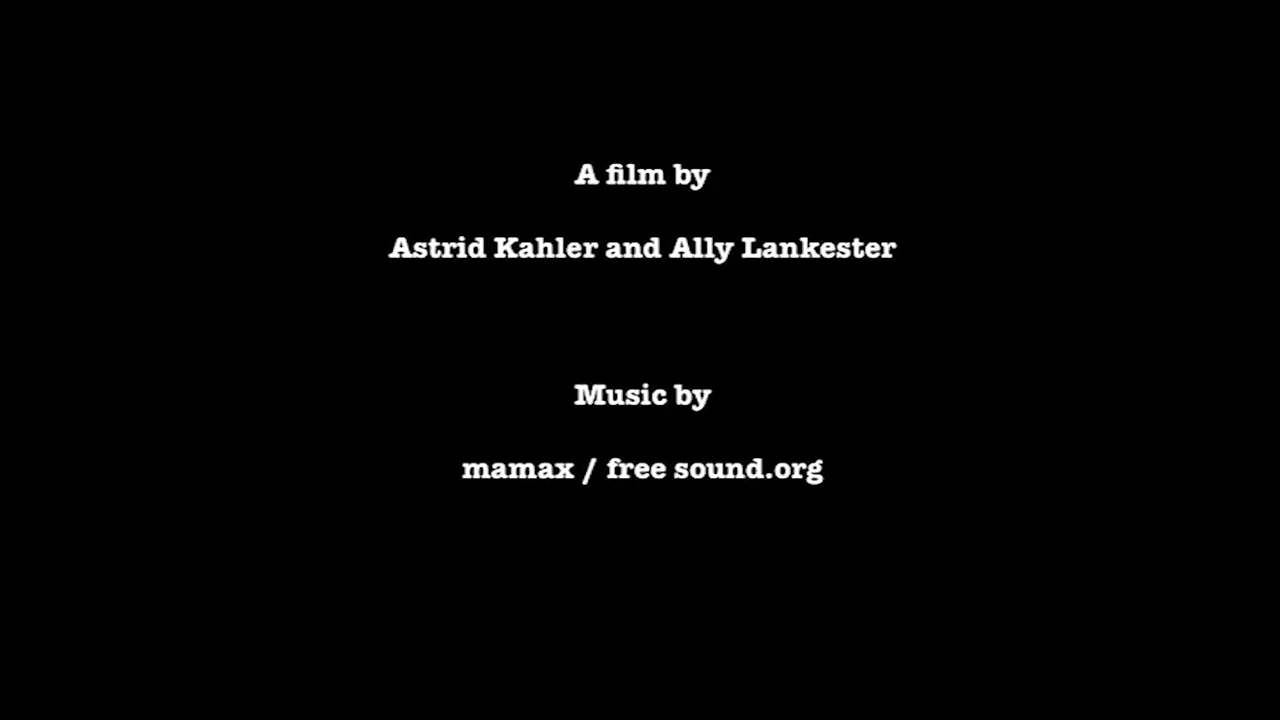 A film by
Astrid Kahler and Ally Lankester
Music by
mamax / free sound.org